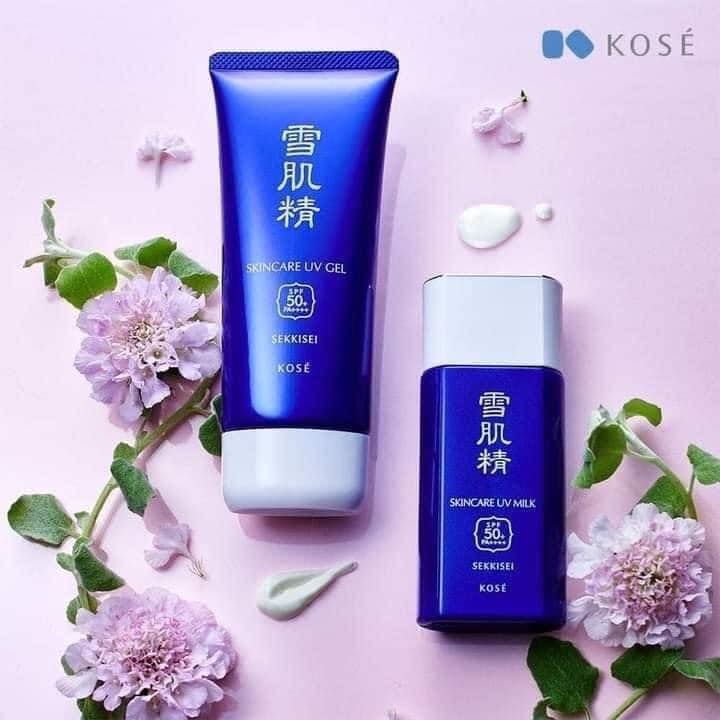 KOSÉ
雪肌精
SKINCARE UV GEL
SPF
50+
PA++++
SEKKISEI
KOSÉ
雪肌精
SKINCARE UV MILK
SPF
50+
PA++++
SEKKISEI
KOSÉ